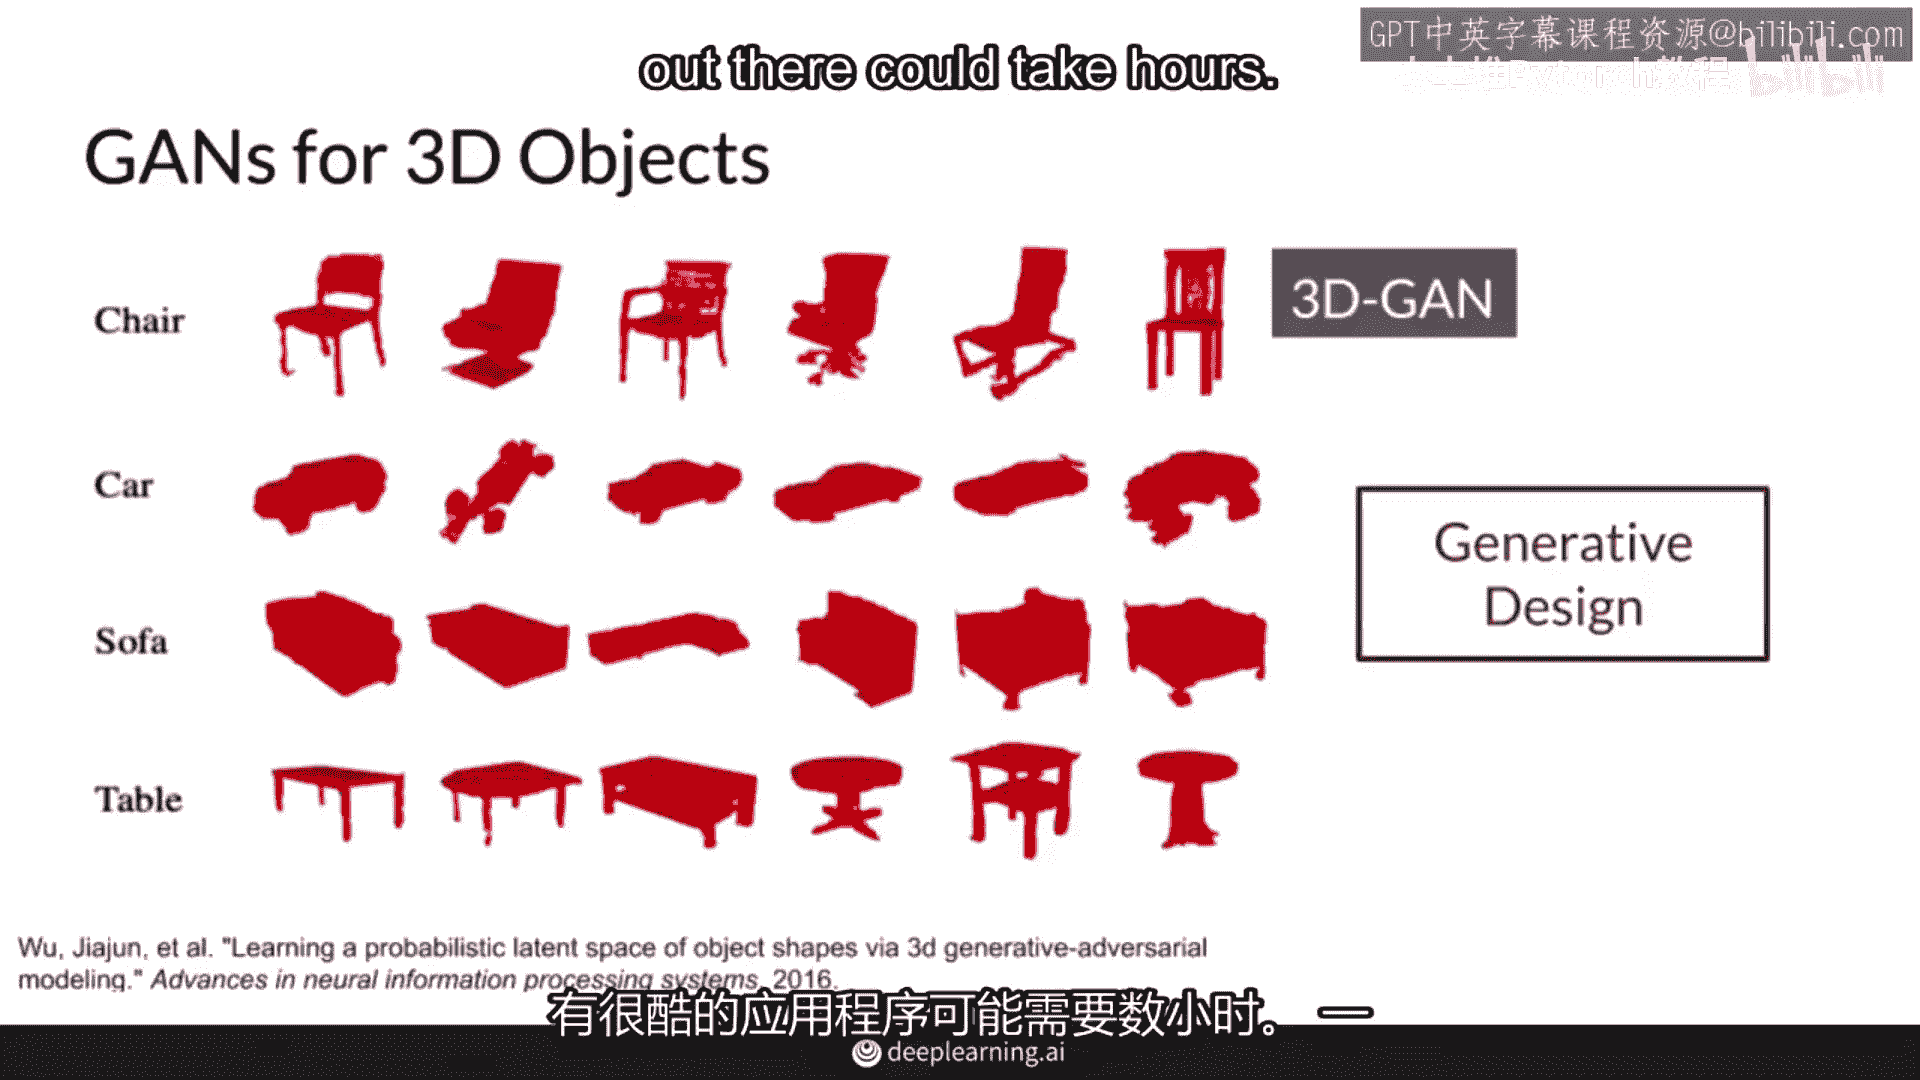 GPT中英字幕课程资源@bilibili.com
out there could take hours.
bilibili
GANs for 3D Objects
Chair
3D-GAN
Car
Generative
Design
Sofa
Table
Wu, Jiajun, et al. "Learning a probabilistic latent space of object shapes via 3d generative-adversarial
modeling." Advances in neural information processing systems. 2016.
有很酷的应用程序可能需要数小时。 一
deeplearning.ai